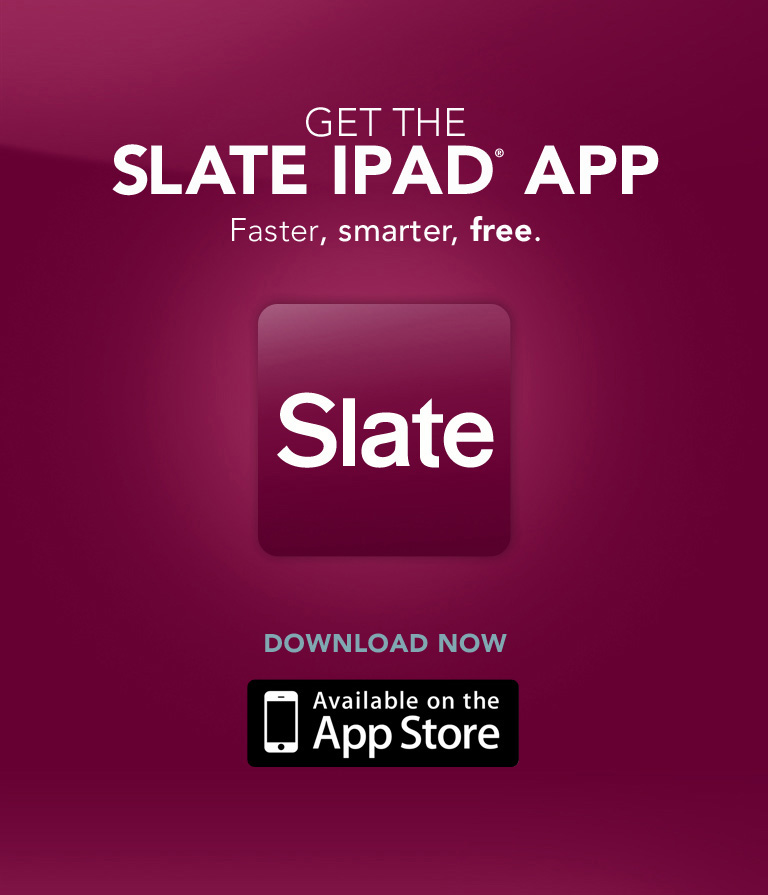 GET THE
SLATE IPAD® APP
Faster, smarter, free.
Slate
DOWNLOAD NOW
Available on the
App Store